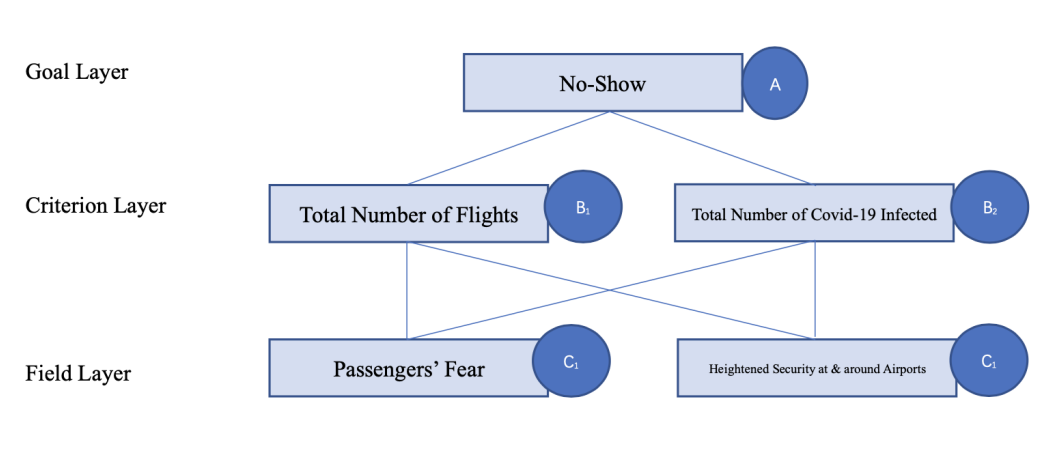 Goal Layer
No-Show
A
Criterion Layer
Total Number of Flights
B₁
Total Number of Covid-19 Infected
B₂
Field Layer
Passengers’ Fear
C₁
Heightened Security at & around Airports
C₁